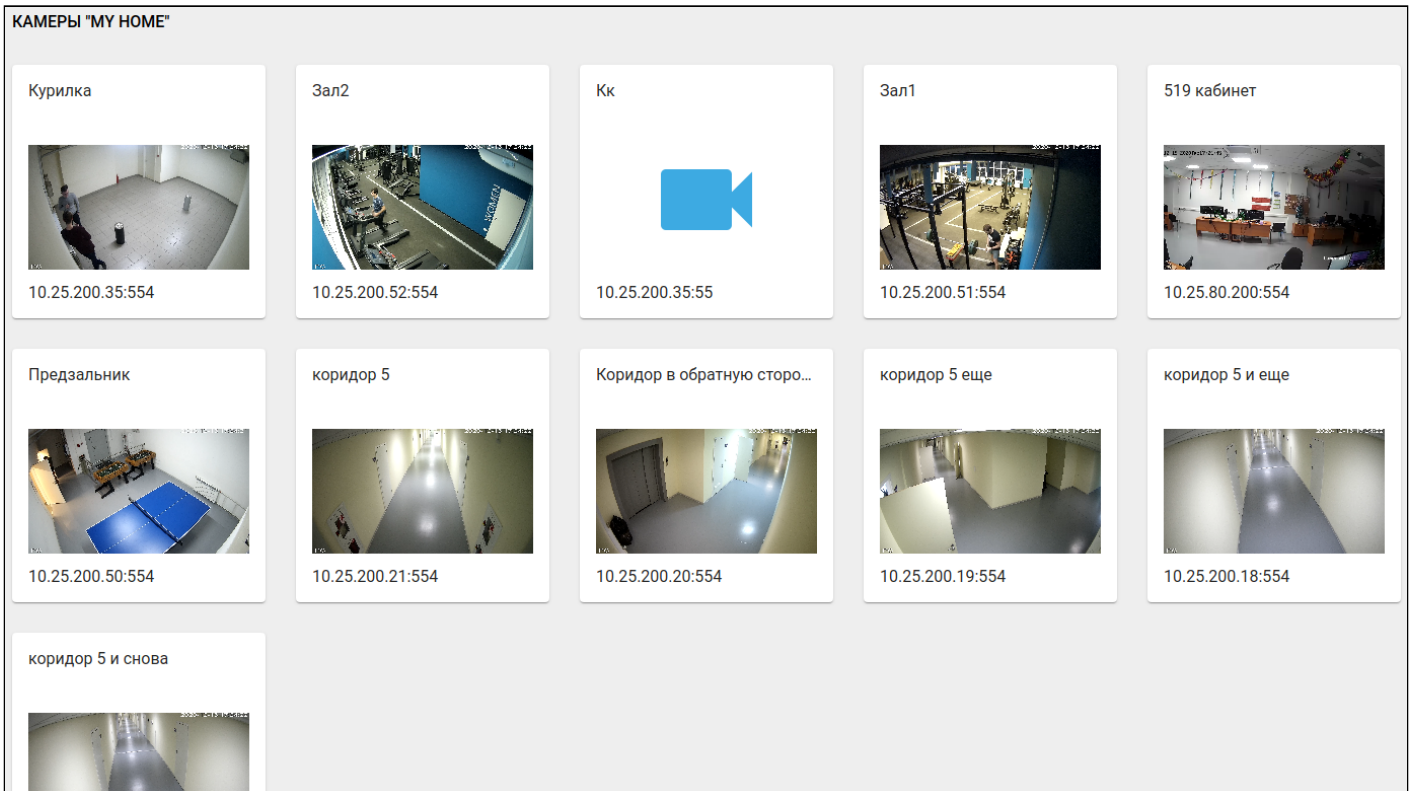 КАМЕРЫ "MY HOME"
Курилка
Зал2
Кк
Зал1
519 кабинет
WOMEN
10.25.200.35:554
10.25.200.52:554
10.25.200.35:55
10.25.200.51:554
10.25.80.200:554
Предзальник
коридор 5
Коридор в обратную сторо...
коридор 5 еще
коридор 5 и еще
10.25.200.50:554
10.25.200.21:554
10.25.200.20:554
10.25.200.19:554
10.25.200.18:554
коридор 5 и снова